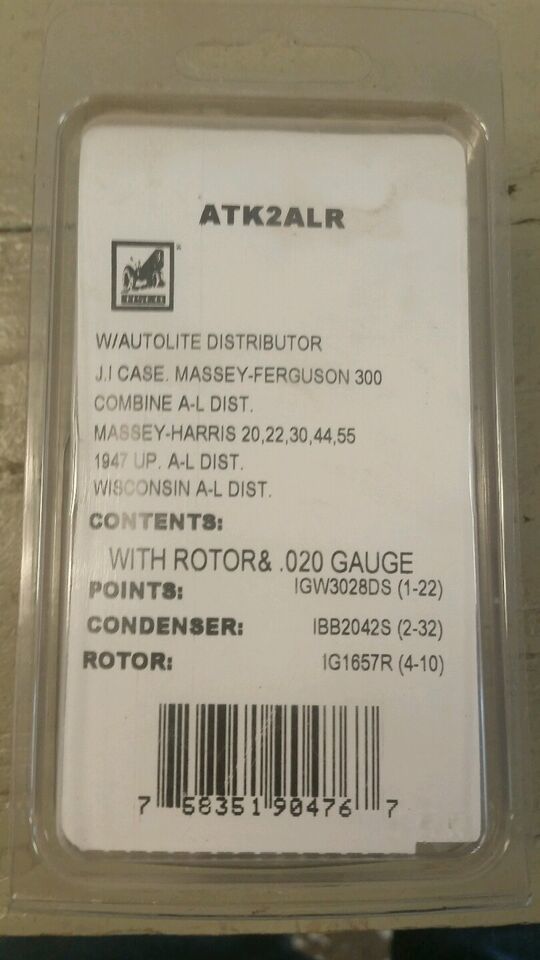 ATK2ALR
W/AUTOLITE DISTRIBUTOR
J.I CASE. MASSEY-FERGUSON 300
COMBINE A-L DIST.
MASSEY-HARRIS 20,22,30,44,55
1947 UP. A-L DIST.
WISCONSIN A-L DIST.
CONTENTS:
WITH ROTOR& .020 GAUGE
POINTS: IGW3028DS (1-22)
CONDENSER: IBB2042S (2-32)
ROTOR: IG1657R (4-10)
7 58351 90476 7